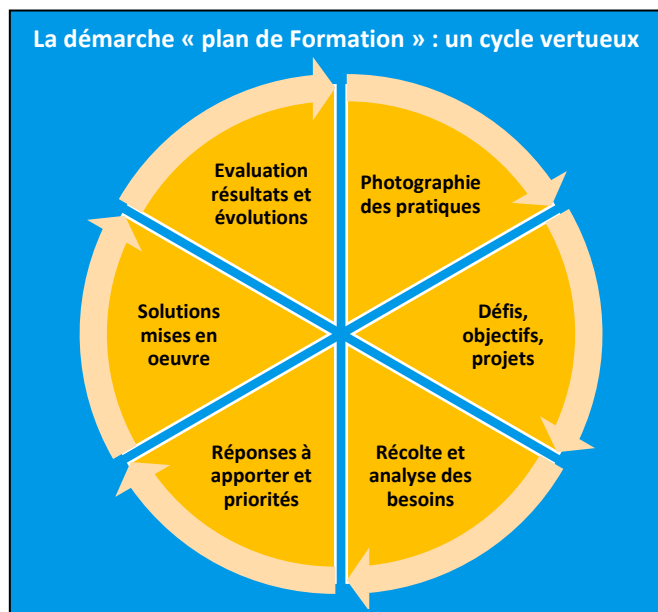 La démarche « plan de Formation » : un cycle vertueux
Photographie
des pratiques
Défis,
objectifs,
projets
Récolte et
analyse des
besoins
Réponses à
apporter et
priorités
Solutions
mises en
oeuvre
Evaluation
résultats et
évolutions